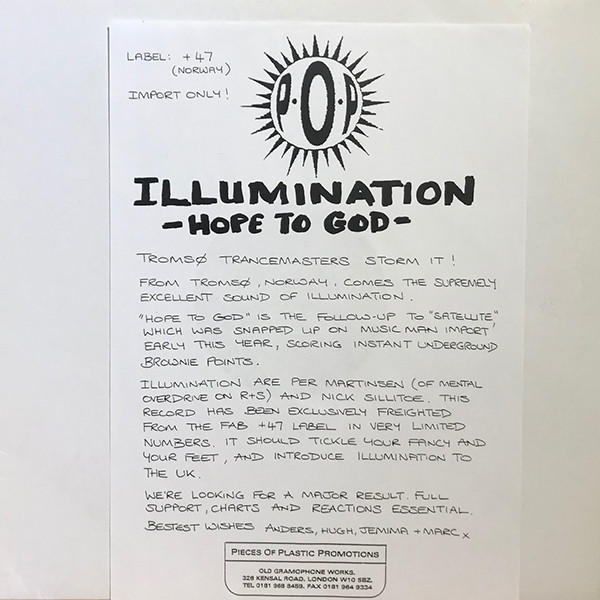 LABEL: +47
(NORWAY)
IMPORT ONLY!
P·O·P
ILLUMINATION
-HOPE TO GOD-
TROMSØ TRANCEMASTERS STORM IT!
FROM TROMSØ, NORWAY, COMES THE SUPREMELY
EXCELLENT SOUND OF ILLUMINATION.
"HOPE TO GOD" IS THE FOLLOW-UP TO "SATELLITE"
WHICH WAS SNAPPED UP ON MUSIC MAN IMPORT
EARLY THIS YEAR, SCORING INSTANT UNDERGROUND
BROWNIE POINTS.
ILLUMINATION ARE PER MARTINSEN (OF MENTAL
OVERDRIVE ON R+S) AND NICK SILLITOE. THIS
RECORD HAS BEEN EXCLUSIVELY FREIGHTED
FROM THE FAB +47 LABEL IN VERY LIMITED
NUMBERS. IT SHOULD TICKLE YOUR FANCY AND
YOUR FEET, AND INTRODUCE ILLUMINATION TO
THE UK.
WE'RE LOOKING FOR A MAJOR RESULT. FULL
SUPPORT, CHARTS AND REACTIONS ESSENTIAL.
BESTEST WISHES ANDERS, HUGH, JEMIMA + MARC x
PIECES OF PLASTIC PROMOTIONS
OLD GRAMOPHONE WORKS,
326 KENSAL ROAD, LONDON W10 5BZ.
TEL 0181 968 8459. FAX 0181 964 9334